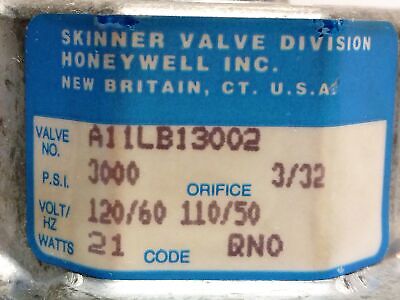 SKINNER VALVE DIVISION
HONEYWELL INC.
NEW BRITAIN, CT. U.S.A.
VALVE NO. A11LB13002
P.S.I. 3000 ORIFICE 3/32
VOLT/HZ 120/60 110/50
WATTS 21 CODE RNO